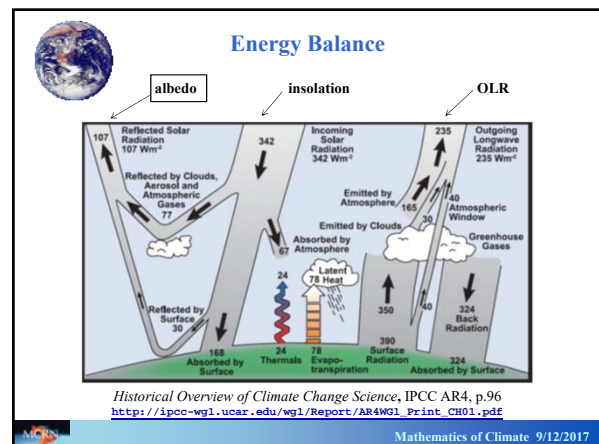 Energy Balance
albedo
insolation
OLR
107
Reflected Solar
Radiation
107 Wm-2
342
Incoming
Solar
Radiation
342 Wm-2
235
Outgoing
Longwave
Radiation
235 Wm-2
Reflected by Clouds,
Aerosol and
Atmospheric
Gases
77
Emitted by
Atmosphere
165
40
Atmospheric
Window
30
Emitted by Clouds
Greenhouse
Gases
67
Absorbed by
Atmosphere
24
Latent
78 Heat
Reflected by
Surface
30
350
40
324
Back
Radiation
168
Absorbed by
Surface
24
Thermals
78
Evapo-
transpiration
390
Surface
Radiation
324
Absorbed by Surface
Historical Overview of Climate Change Science, IPCC AR4, p.96
http://ipcc-wg1.ucar.edu/wg1/Report/AR4WG1_Print_CH01.pdf
MCRN
Mathematics of Climate 9/12/2017